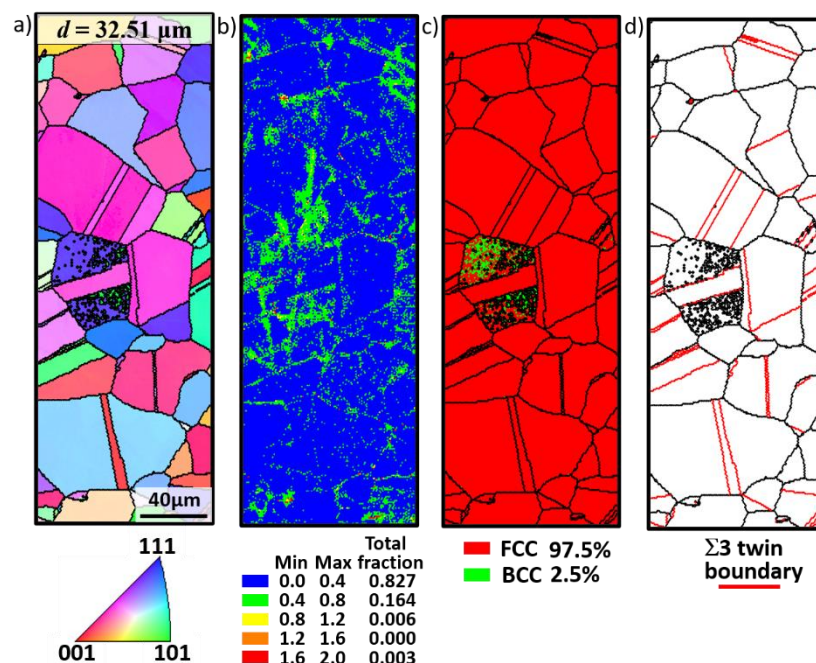 a)
d = 32.51 µm
b)
c)
d)
40µm
111
001
101
Min Max Total fraction
0.0 0.4 0.827
0.4 0.8 0.164
0.8 1.2 0.006
1.2 1.6 0.000
1.6 2.0 0.003
FCC 97.5%
BCC 2.5%
Σ3 twin
boundary